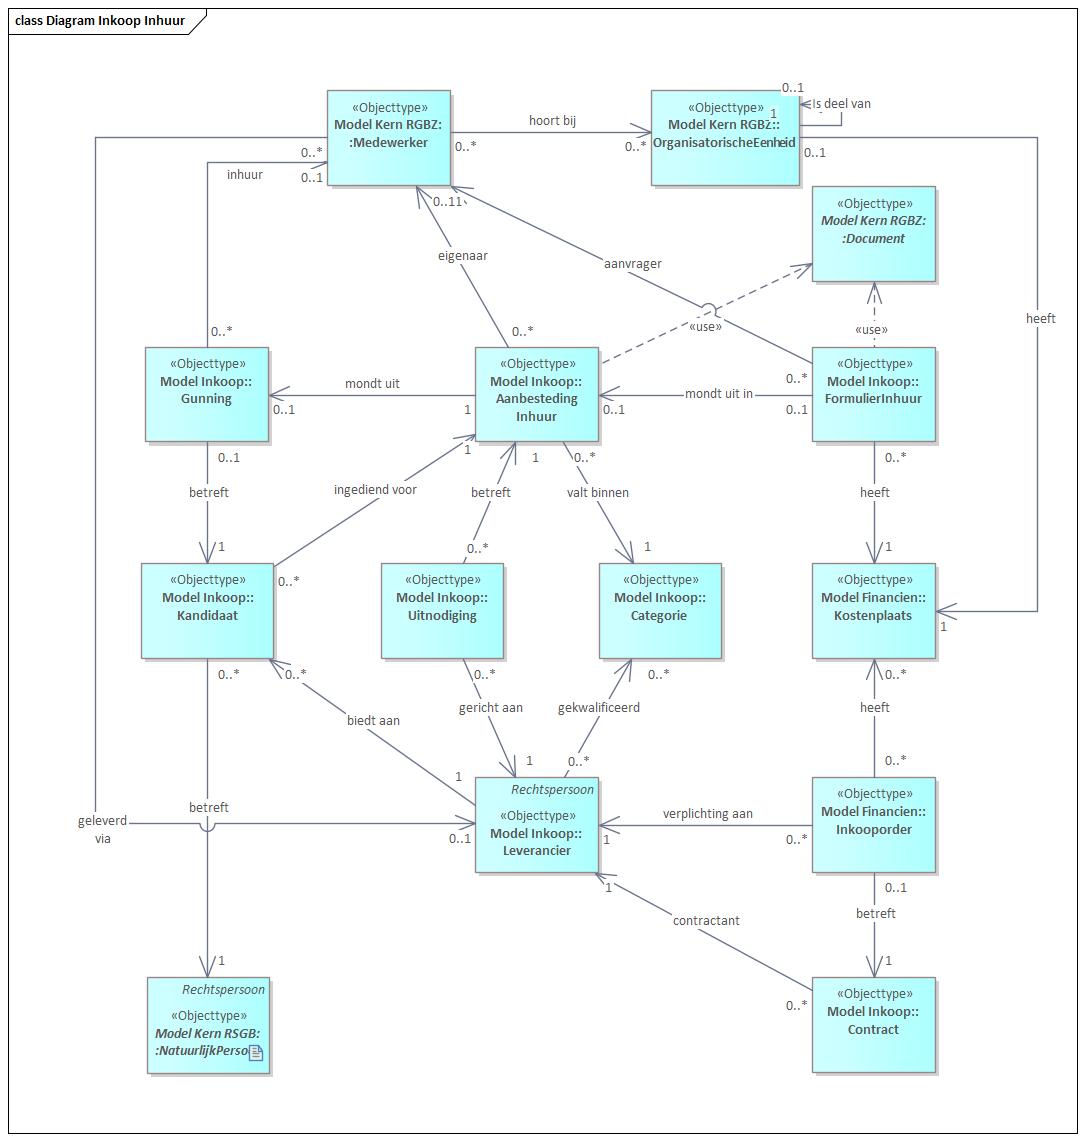 class Diagram Inkoop Inhuur
«Objecttype»
Model Kern RGBZ:
:Medewerker
hoort bij
0..*
0..*
«Objecttype»
Model Kern RGBZ::
OrganisatorischeEenheid
0..1
1
Is deel van
0..1
0..*
0..1
inhuur
0..11
eigenaar
aanvrager
«Objecttype»
Model Kern RGBZ:
:Document
heeft
«use»
«use»
0..*
0..*
0..*
«Objecttype»
Model Inkoop::
Gunning
mondt uit
0..1
1
«Objecttype»
Model Inkoop::
Aanbesteding
Inhuur
mondt uit in
0..1
0..1
«Objecttype»
Model Inkoop::
FormulierInhuur
0..1
betreft
1
ingediend voor
1
0..*
1
betreft
0..*
0..*
valt binnen
1
0..*
heeft
1
«Objecttype»
Model Inkoop::
Kandidaat
«Objecttype»
Model Inkoop::
Uitnodiging
«Objecttype»
Model Inkoop::
Categorie
«Objecttype»
Model Financien::
Kostenplaats
1
0..*
0..*
biedt aan
1
0..*
gericht aan
1
0..*
gekwalificeerd
0..*
0..*
heeft
0..*
geleverd
via
betreft
0..1
Rechtspersoon
«Objecttype»
Model Inkoop::
Leverancier
verplichting aan
1
0..*
«Objecttype»
Model Financien::
Inkooporder
1
contractant
0..*
0..1
betreft
1
1
Rechtspersoon
«Objecttype»
Model Kern RSGB:
:NatuurlijkPerso
«Objecttype»
Model Inkoop::
Contract